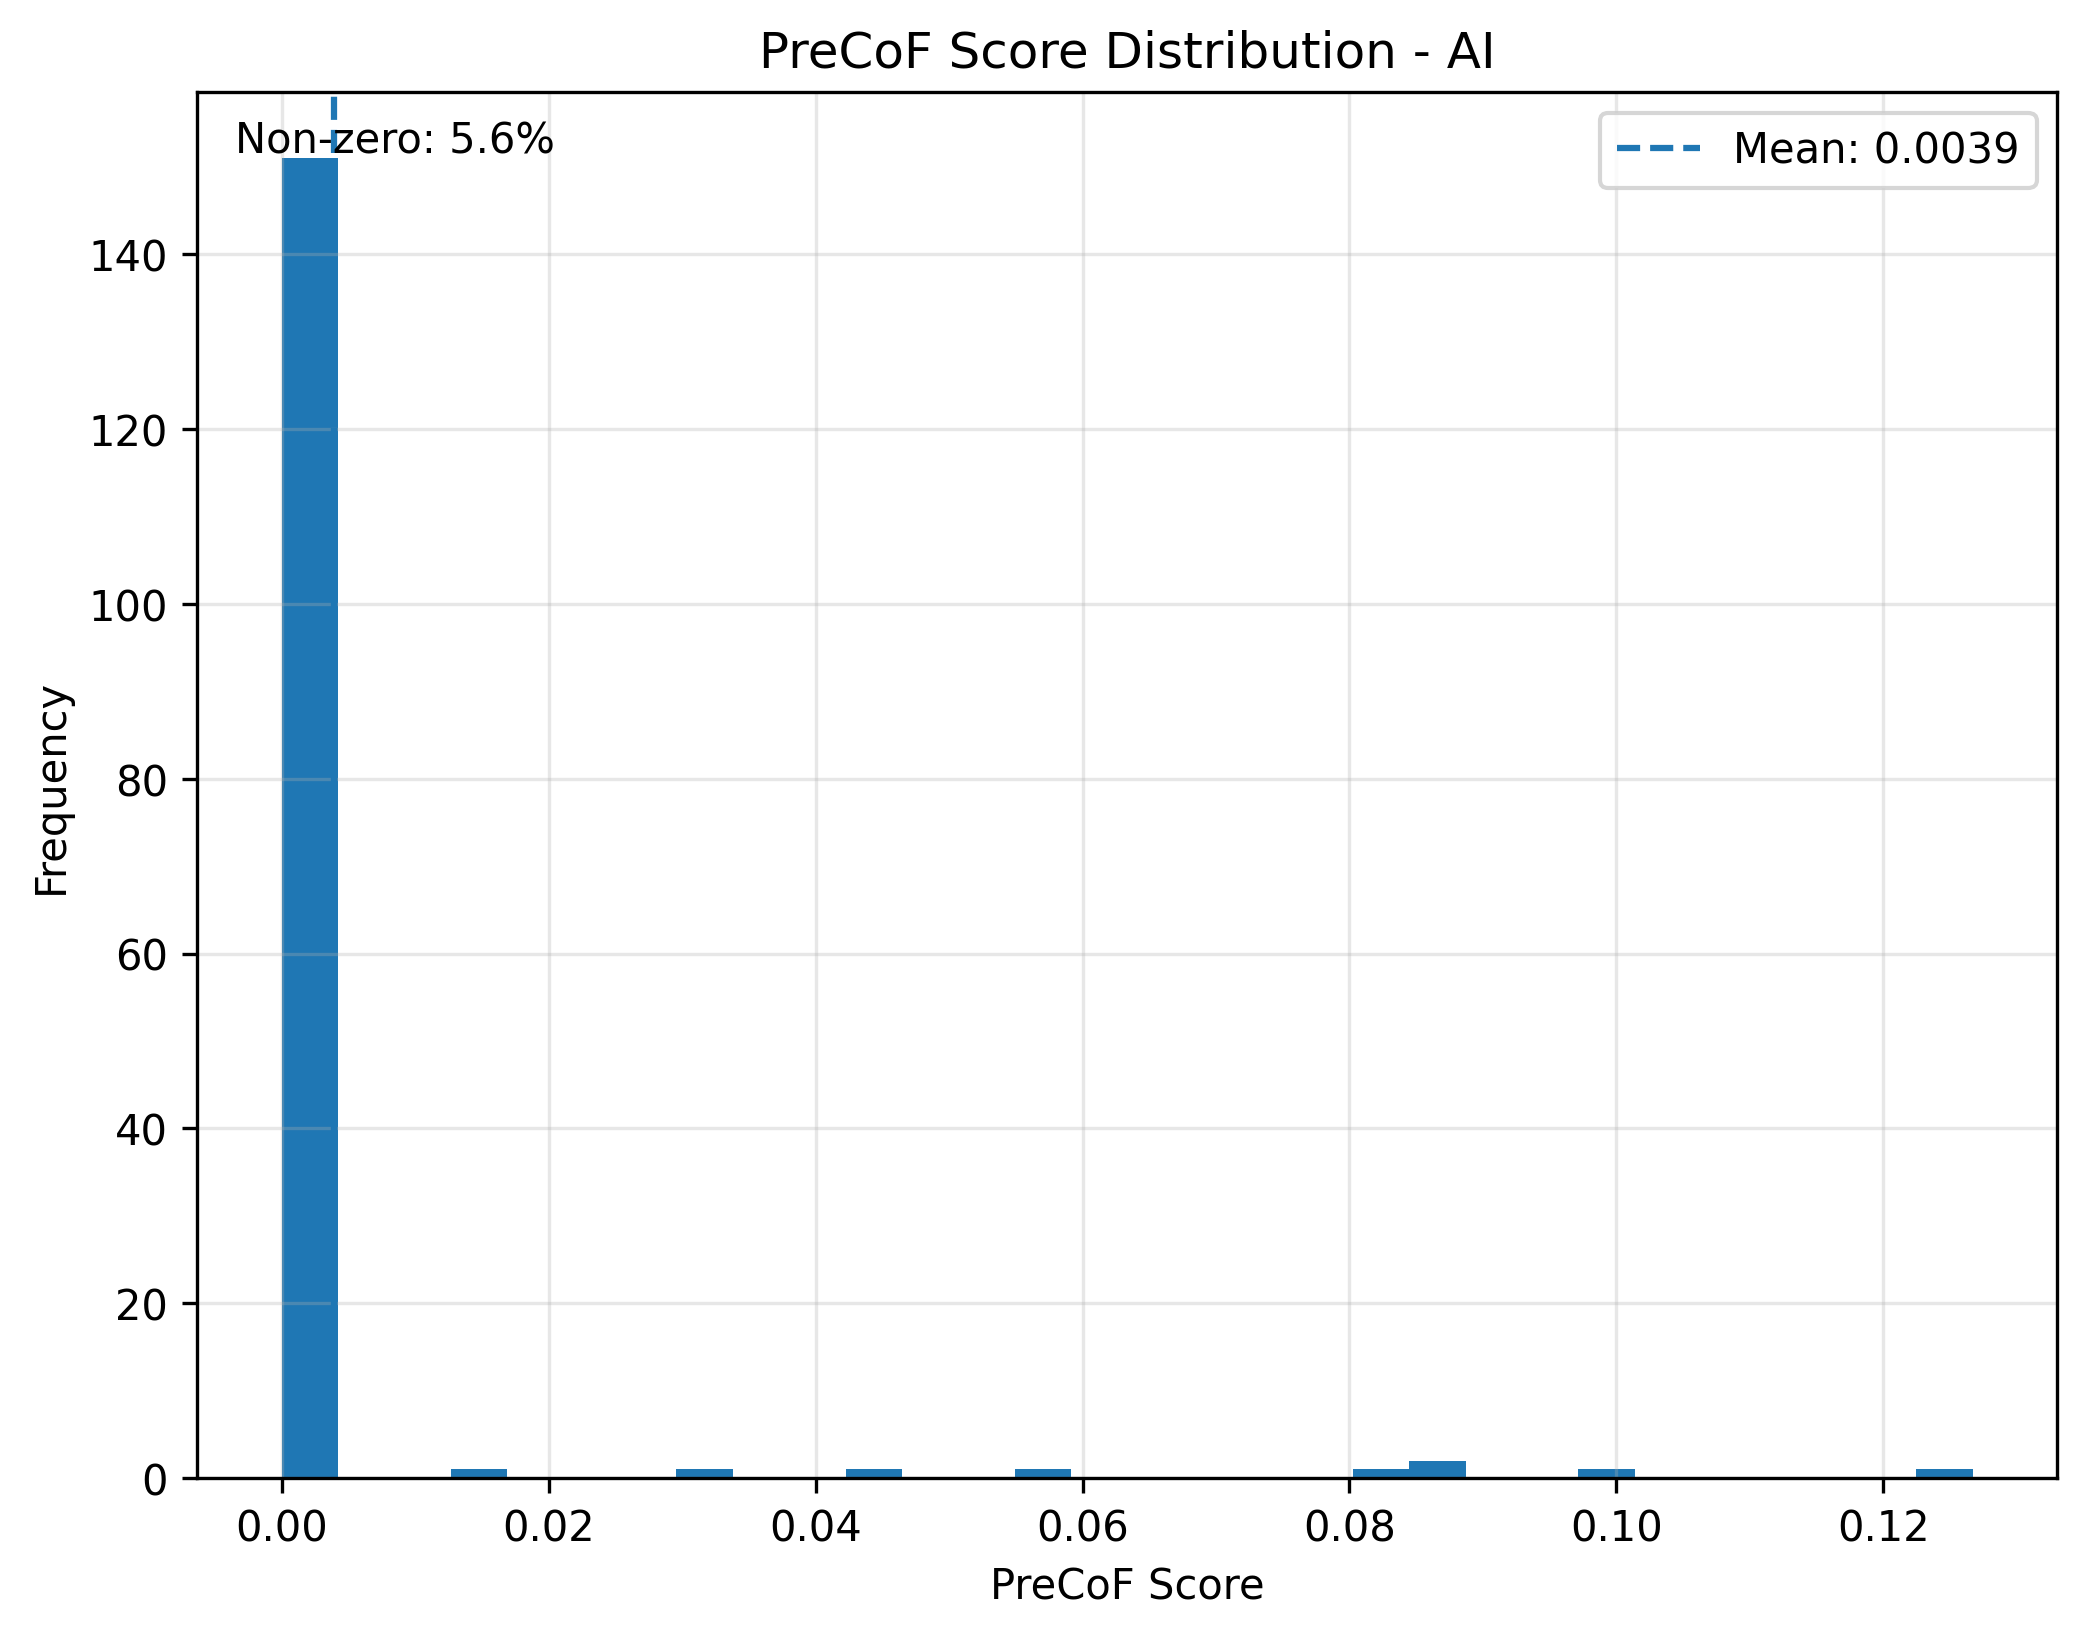 PreCoF Score Distribution - AI
Non-zero: 5.6%
Mean: 0.0039
Frequency
140
120
100
80
60
40
20
0
0.00 0.02 0.04 0.06 0.08 0.10 0.12
PreCoF Score